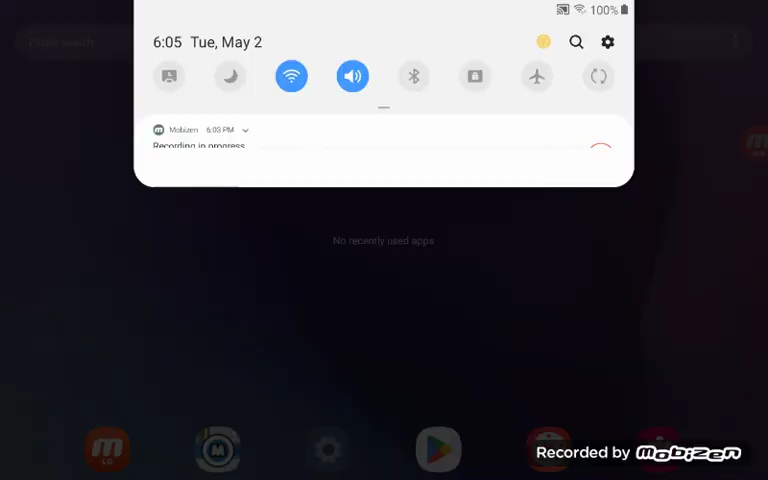 100%
6:05 Tue, May 2
Mobizen 6:03 PM
Recording in progress
No recently used apps
Recorded by Mobizen